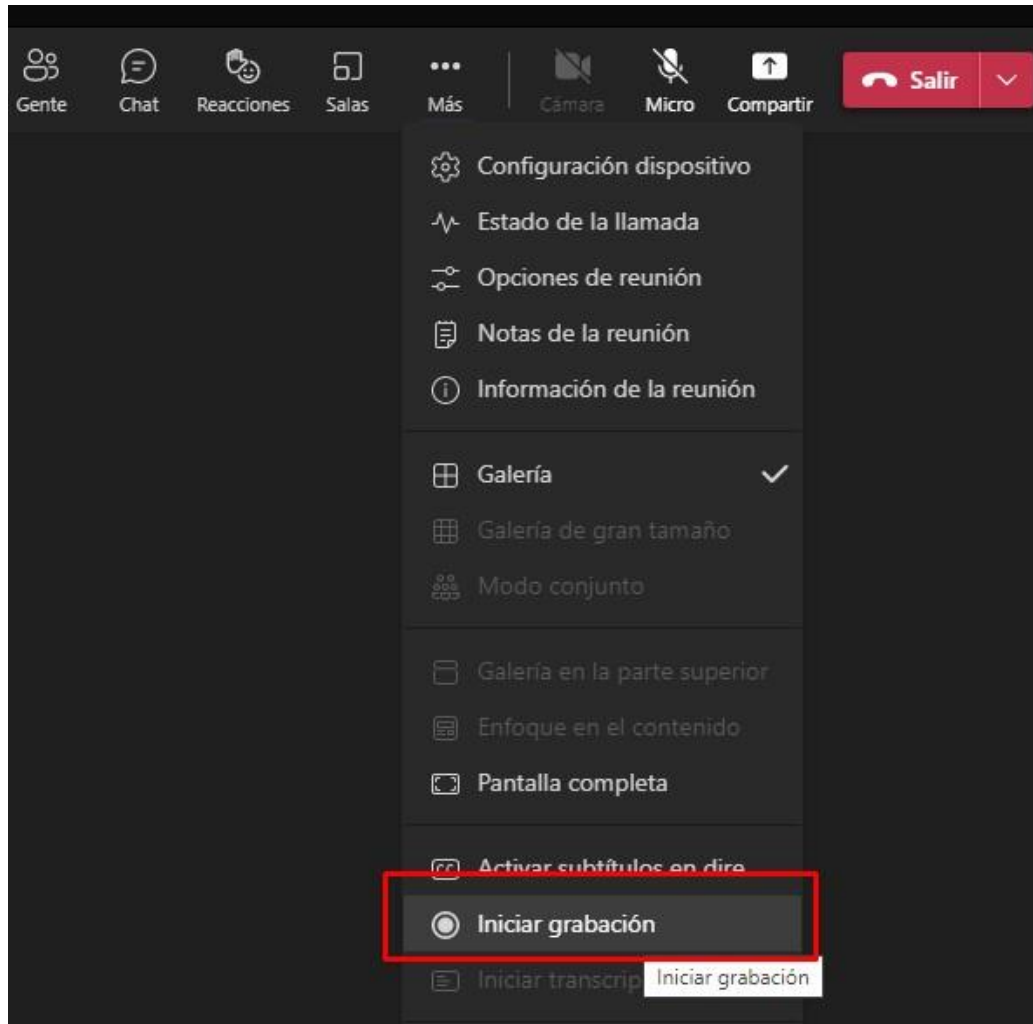 Gente Chat Reacciones Salas Más Cámara Micro Compartir Salir
Configuración dispositivo
Estado de la llamada
Opciones de reunión
Notas de la reunión
Información de la reunión
Galería
Galería de gran tamaño
Modo conjunto
Galería en la parte superior
Enfoque en el contenido
Pantalla completa
CC Activar subtítulos en dire
Iniciar grabación
Iniciar transcrip
Iniciar grabación